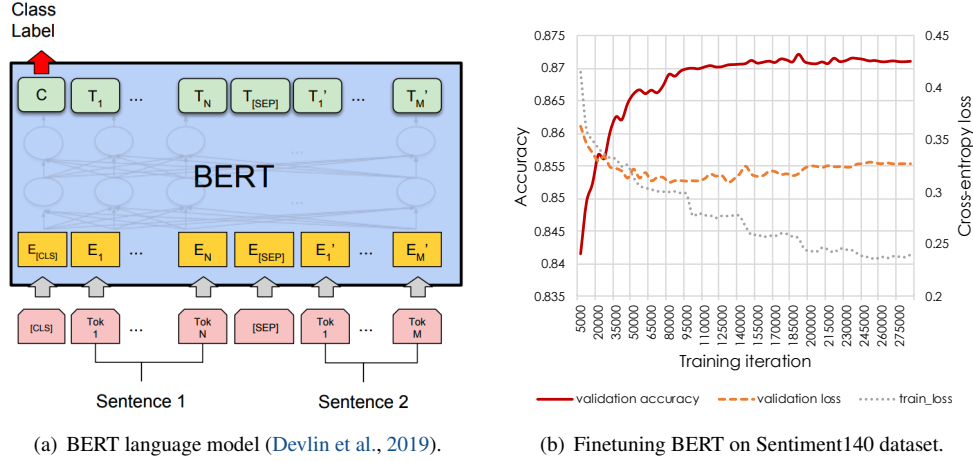 Class
Label
C T1 ... TN T[SEP] T1' ... TM'
...
BERT
...
E[CLS] E1 ... EN E[SEP] E1' ... EM'
[CLS] Tok 1 ... Tok N [SEP] Tok 1 ... Tok M
Sentence 1 Sentence 2
(a) BERT language model (Devlin et al., 2019).
0.875
0.87
0.865
0.86
0.855
0.85
0.845
0.84
0.835
Accuracy
0.45
0.4
0.35
0.3
0.25
0.2
Cross-entropy loss
5000 20000 35000 50000 65000 80000 95000 110000 125000 140000 155000 170000 185000 200000 215000 230000 245000 260000 275000
Training iteration
validation accuracy validation loss train_loss
(b) Finetuning BERT on Sentiment140 dataset.